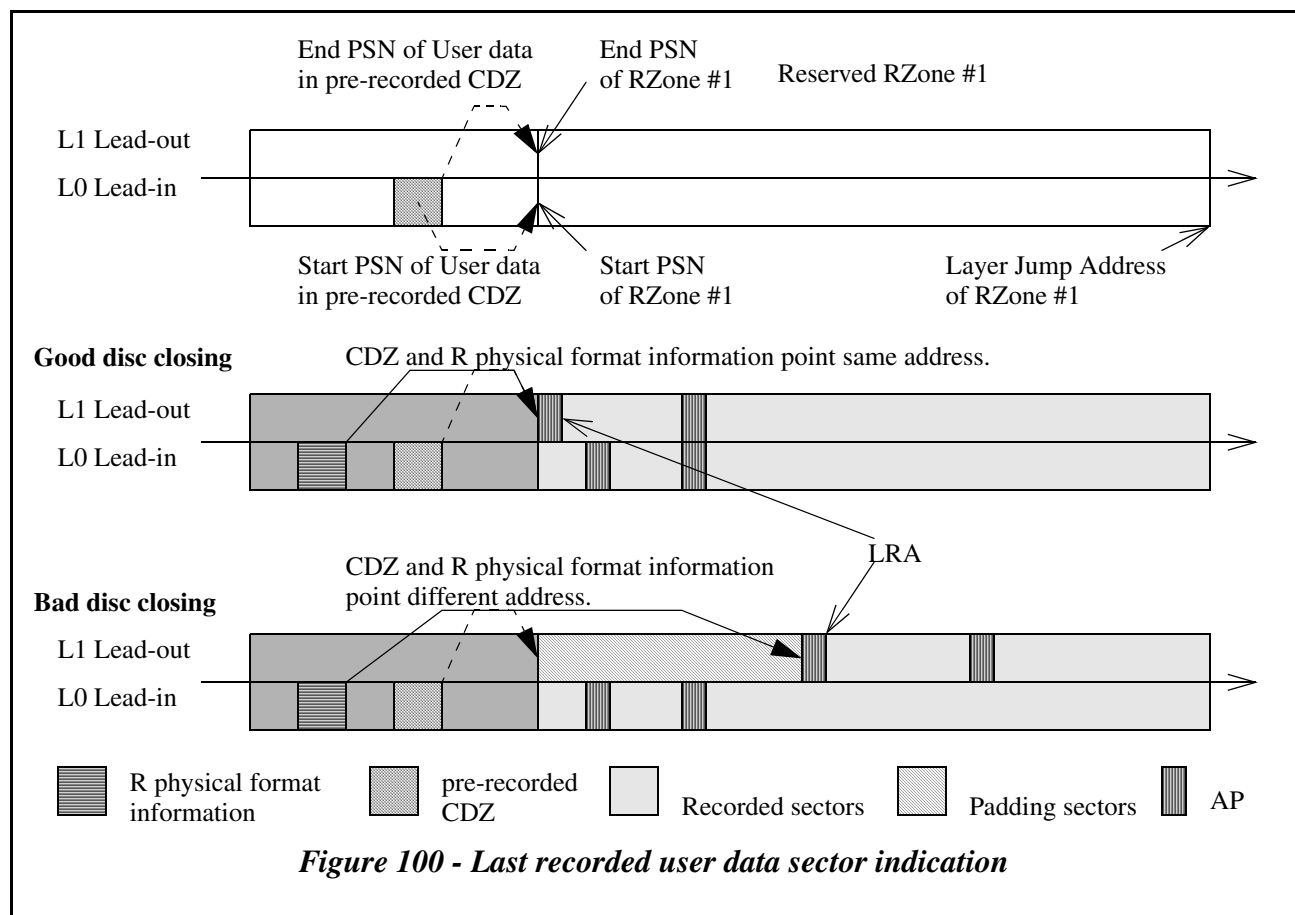 End PSN of User data
in pre-recorded CDZ
End PSN
of RZone #1
Reserved RZone #1
L1 Lead-out
L0 Lead-in
Start PSN of User data
in pre-recorded CDZ
Start PSN
of RZone #1
Layer Jump Address
of RZone #1
Good disc closing
CDZ and R physical format information point same address.
L1 Lead-out
L0 Lead-in
LRA
CDZ and R physical format information
point different address.
Bad disc closing
L1 Lead-out
L0 Lead-in
R physical format
information
pre-recorded
CDZ
Recorded sectors
Padding sectors
AP
Figure 100 - Last recorded user data sector indication